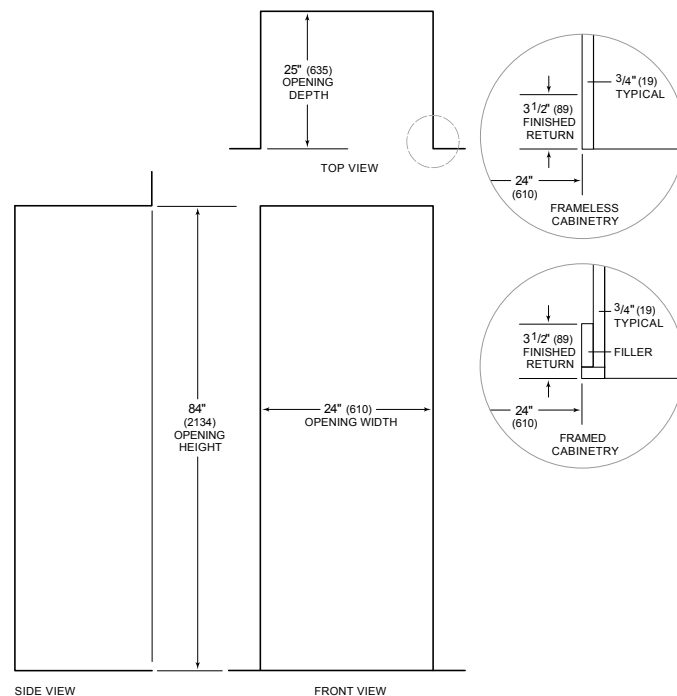 25" (635)
OPENING
DEPTH
TOP VIEW
3/4" (19)
TYPICAL
3 1/2" (89)
FINISHED
RETURN
24"
(610)
FRAMELESS
CABINETRY
3/4" (19)
TYPICAL
3 1/2" (89)
FINISHED
RETURN
FILLER
24"
(610)
FRAMED
CABINETRY
84"
(2134)
OPENING
HEIGHT
24" (610)
OPENING WIDTH
SIDE VIEW
FRONT VIEW